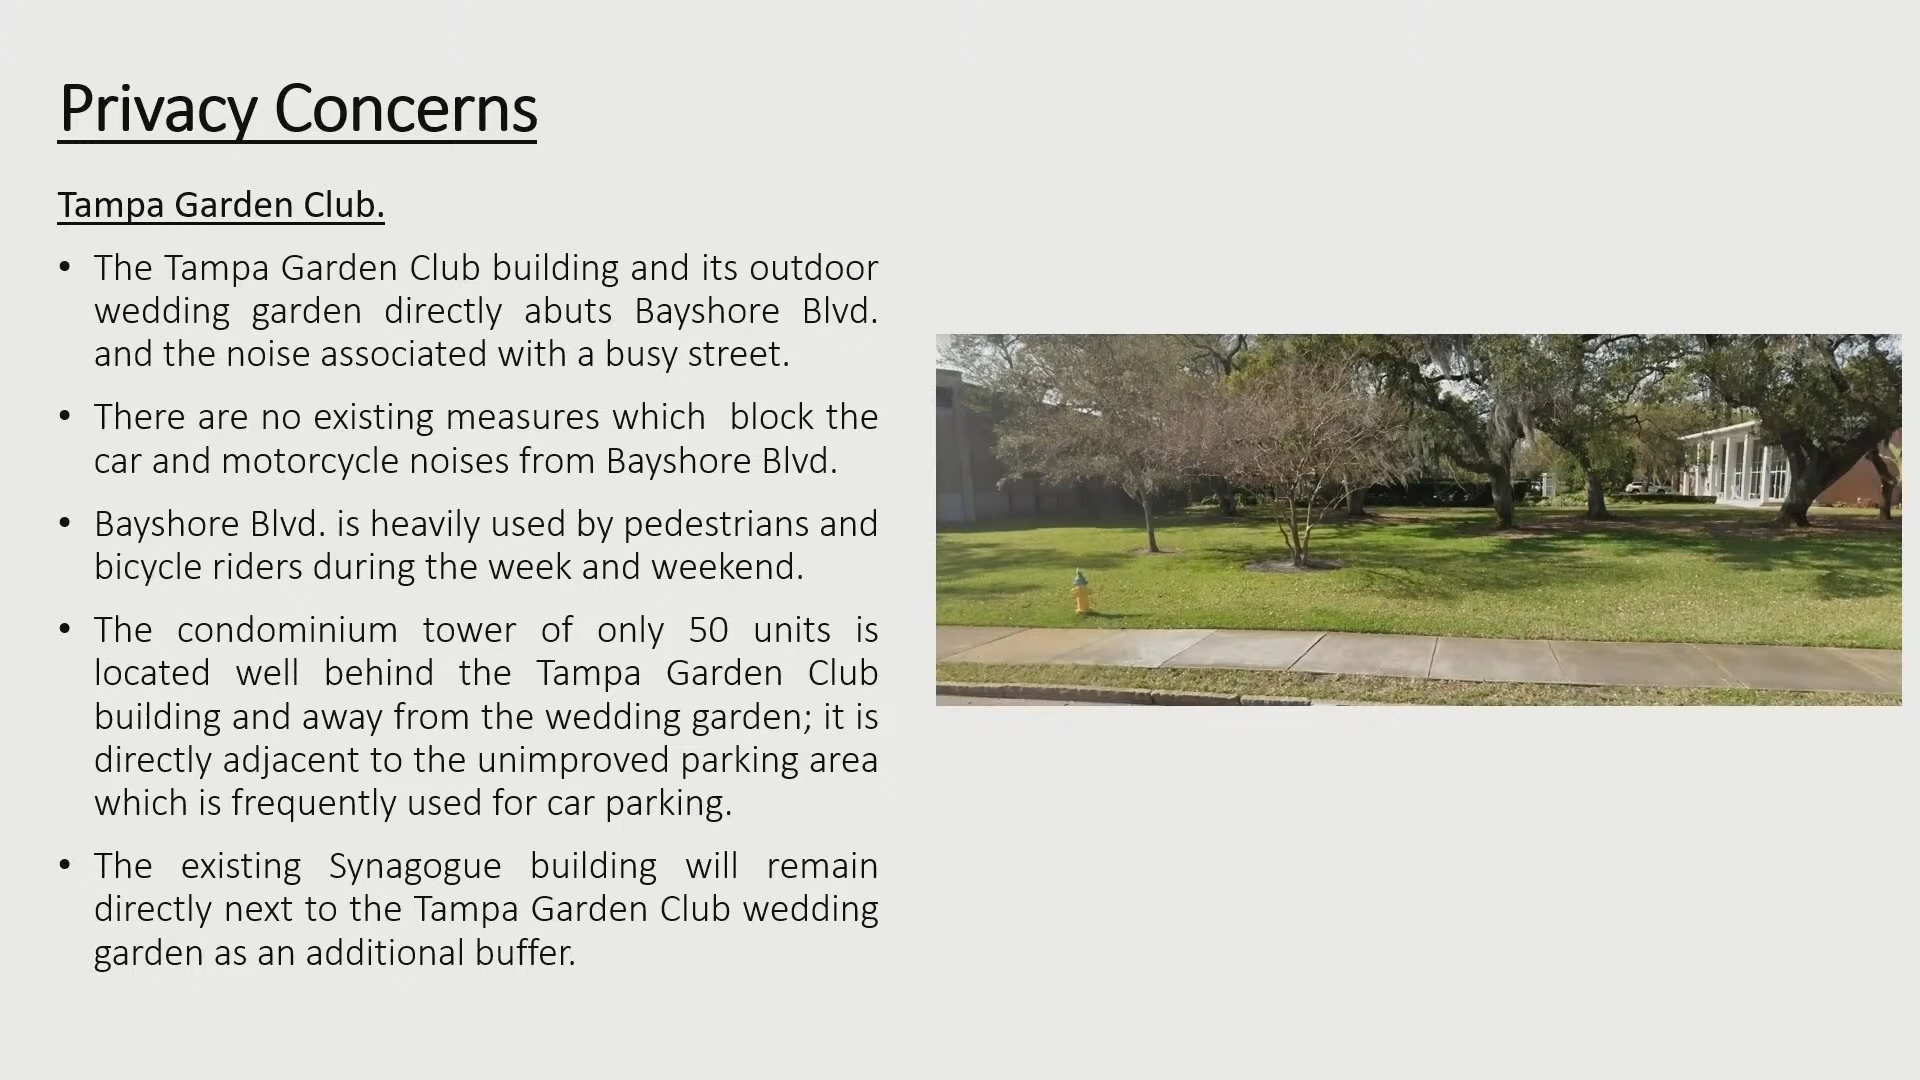 Privacy Concerns
Tampa Garden Club.
• The Tampa Garden Club building and its outdoor
wedding garden directly abuts Bayshore Blvd.
and the noise associated with a busy street.
• There are no existing measures which  block the
car and motorcycle noises from Bayshore Blvd.
• Bayshore Blvd. is heavily used by pedestrians and
bicycle riders during the week and weekend.
• The condominium tower of only 50 units is
located well behind the Tampa Garden Club
building and away from the wedding garden; it is
directly adjacent to the unimproved parking area
which is frequently used for car parking.
• The existing Synagogue building will remain
directly next to the Tampa Garden Club wedding
garden as an additional buffer.